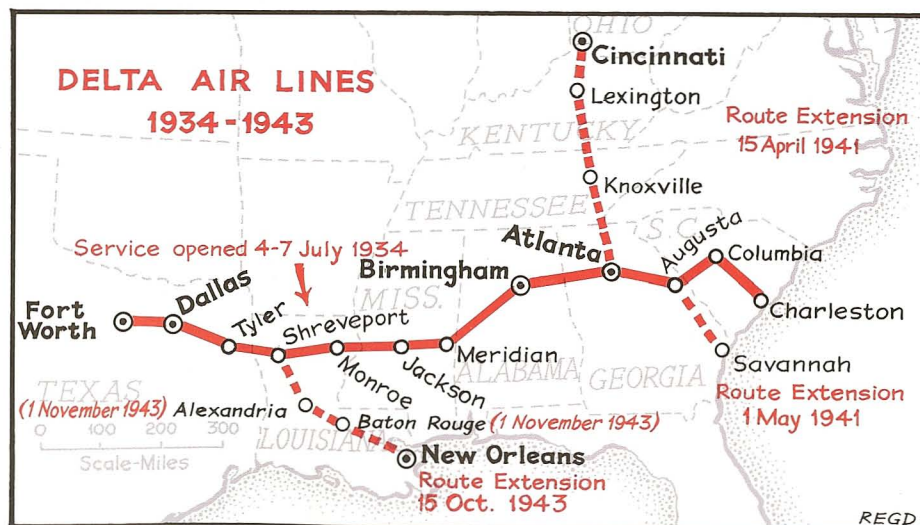 DELTA AIR LINES
1934-1943
OHIO
Cincinnati
Lexington
KENTUCKY
Route Extension
15 April 1941
Knoxville
TENNESSEE
S.C.
Service opened 4-7 July 1934
Atlanta
Augusta
Columbia
Birmingham
MISS.
Charleston
Fort
Worth
Dallas
Tyler
Shreveport
Monroe
Jackson
Meridian
ALABAMA
GEORGIA
Savannah
Route Extension
1 May 1941
TEXAS
(1 November 1943) Alexandria
Baton Rouge (1 November 1943)
LOUISIANA
0 100 200 300
Scale-Miles
New Orleans
Route Extension
15 Oct. 1943
REGD